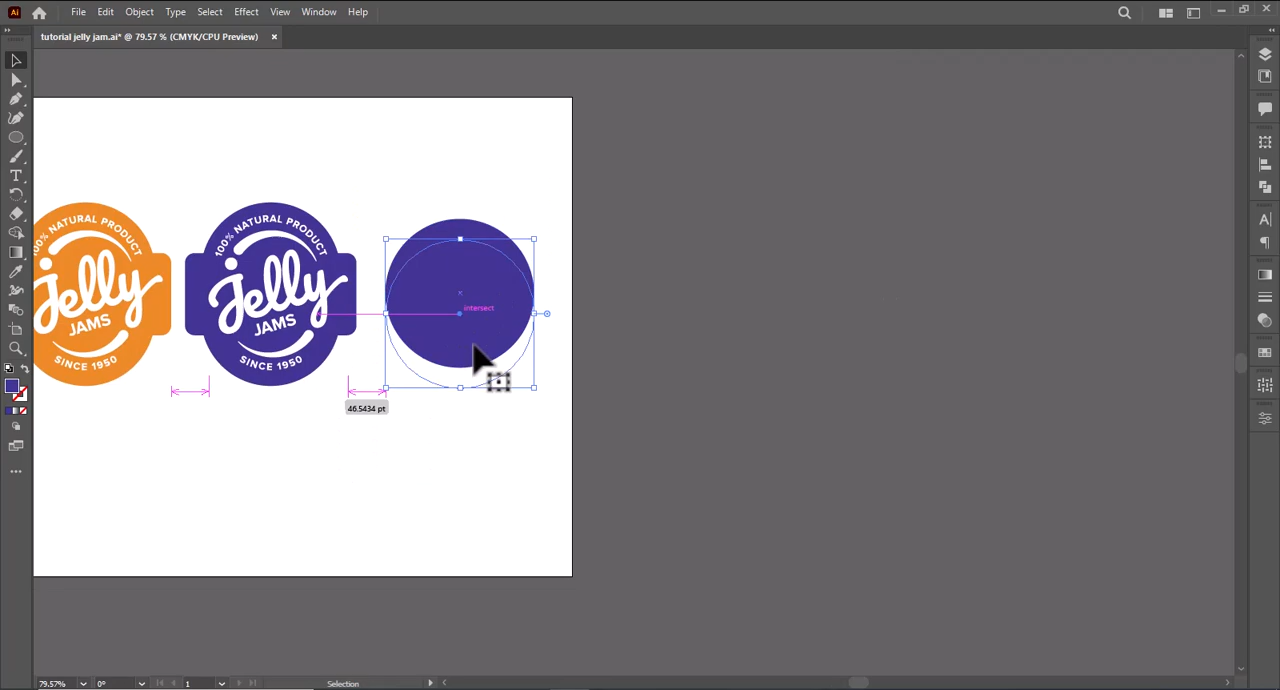 Ai File Edit Object Type Select Effect View Window Help
tutorial jelly jam.ai* @ 79.57 % (CMYK/CPU Preview) ×
100% NATURAL PRODUCT
jelly
JAMS
SINCE 1950
100% NATURAL PRODUCT
jelly
JAMS
SINCE 1950
intersect
46.5434 pt
79.57% 0° 1 Selection